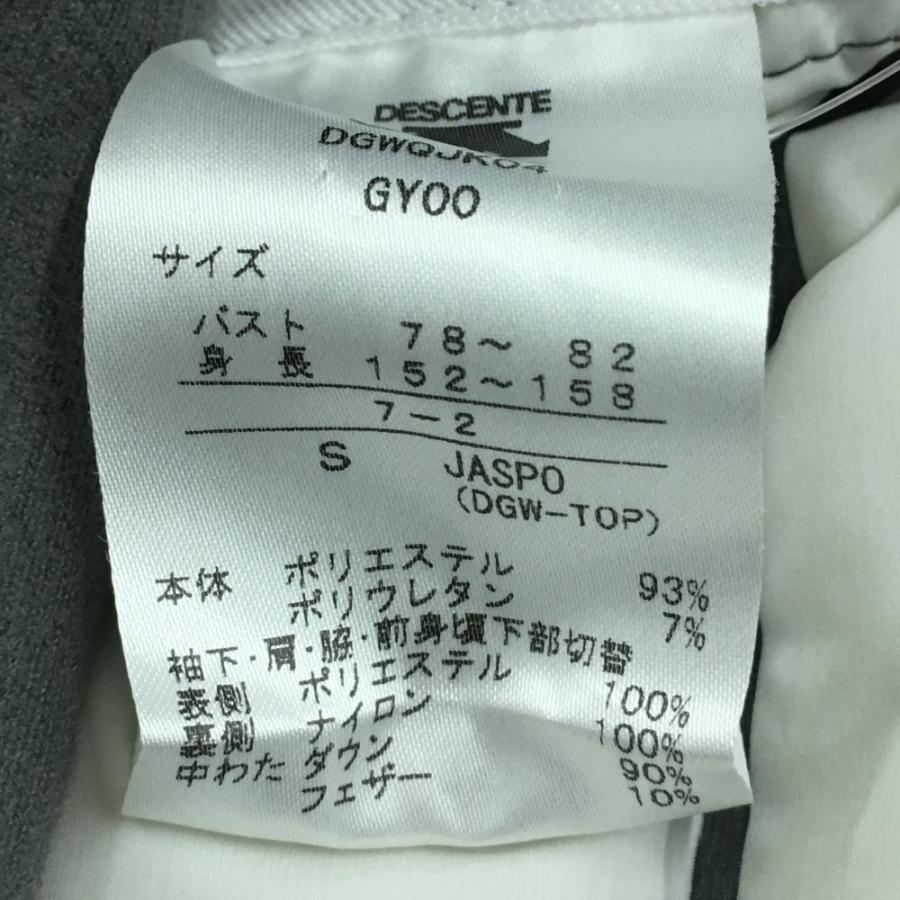 DESCENTE
DGWQJK04
GY00
サイズ
バスト 78～ 82
身 長 152～158
7－2
S JASPO
(DGW-TOP)
本体 ポリエステル 93%
ポリウレタン 7%
袖下・肩・脇・前身頃下部切替
表側 ポリエステル 100%
裏側 ナイロン 100%
中わた ダウン 90%
フェザー 10%